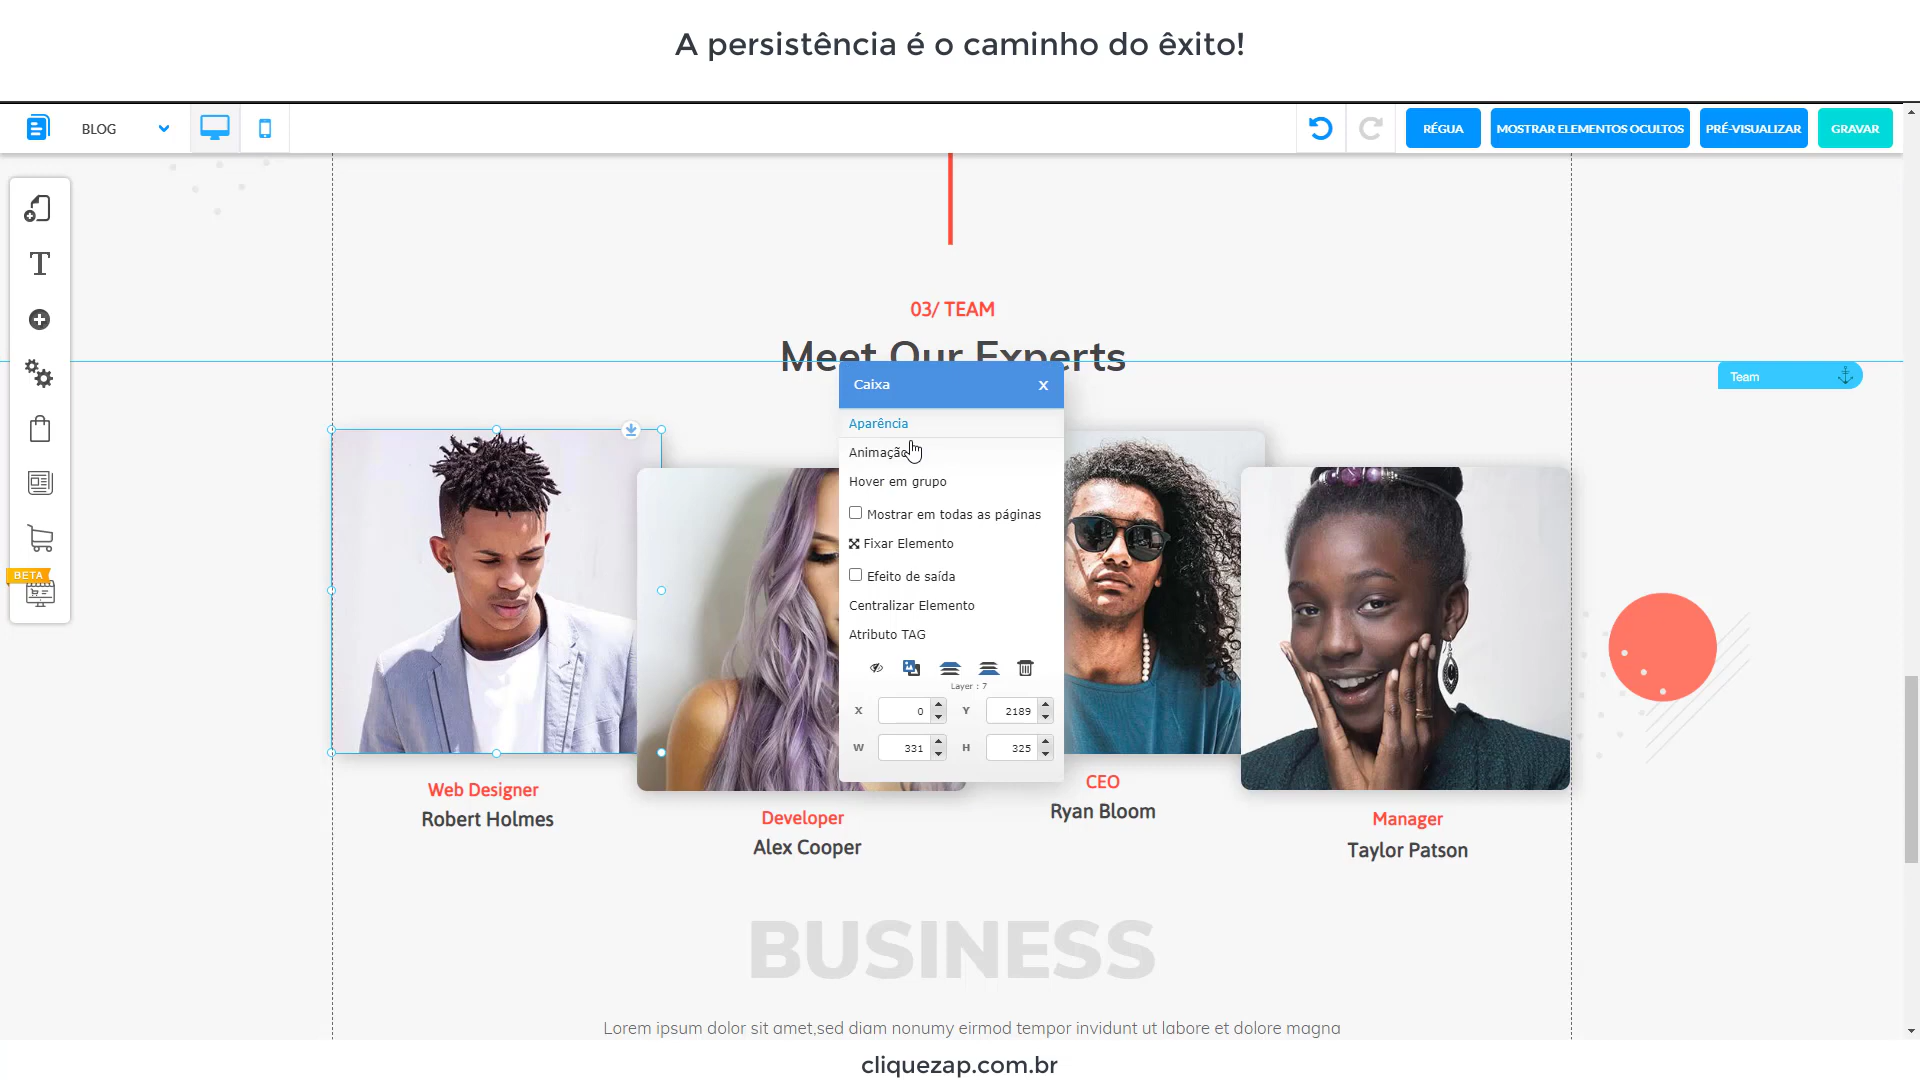 A persistência é o caminho do êxito!
BLOG
RÉGUA
MOSTRAR ELEMENTOS OCULTOS
PRÉ-VISUALIZAR
GRAVAR
03/ TEAM
Meet Our Experts
Team
Caixa
X
Aparência
Animação
Hover em grupo
Mostrar em todas as páginas
Fixar Elemento
Efeito de saída
Centralizar Elemento
Atributo TAG
Layer : 7
X 0 Y 2189
W 331 H 325
BETA
Web Designer
Robert Holmes
Developer
Alex Cooper
CEO
Ryan Bloom
Manager
Taylor Patson
BUSINESS
Lorem ipsum dolor sit amet,sed diam nonumy eirmod tempor invidunt ut labore et dolore magna
cliquezap.com.br